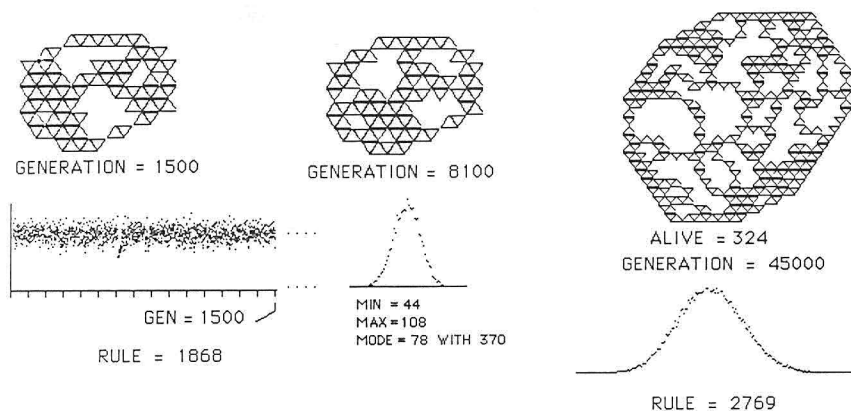 GENERATION = 1500
GENERATION = 8100
ALIVE = 324
GENERATION = 45000
GEN = 1500
RULE = 1868
MIN = 44
MAX=108
MODE = 78 WITH 370
RULE = 2769